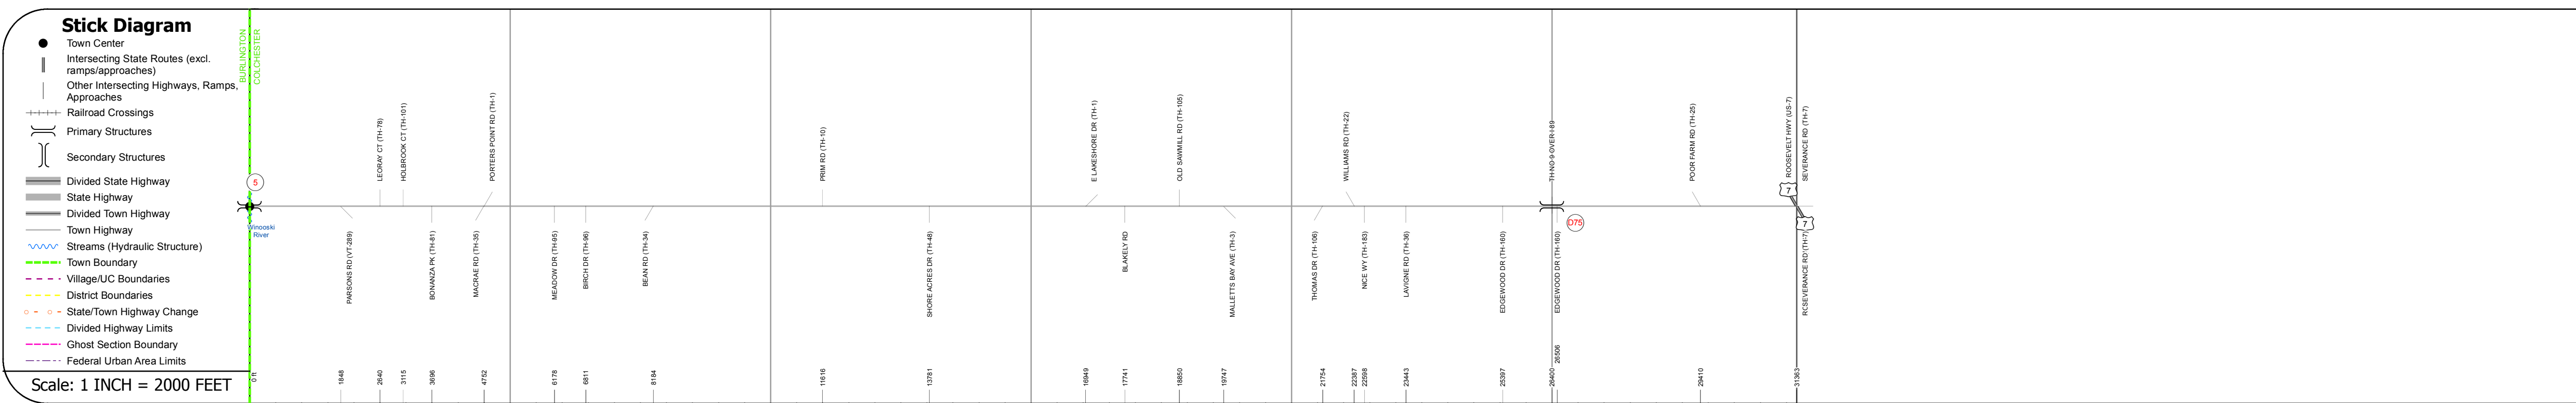 Stick Diagram
Town Center
Intersecting State Routes (excl.
ramps/approaches)
Other Intersecting Highways, Ramps,
Approaches
Railroad Crossings
Primary Structures
Secondary Structures
Divided State Highway
State Highway
Divided Town Highway
Town Highway
Streams (Hydraulic Structure)
Town Boundary
Village/UC Boundaries
District Boundaries
State/Town Highway Change
Divided Highway Limits
Ghost Section Boundary
Federal Urban Area Limits
Scale: 1 INCH = 2000 FEET
BURLINGTON
COLCHESTER
5
Winooski
River
LEORAY CT (TH-78)
HOLBROOK CT (TH-101)
PORTERS POINT RD (TH-1)
PRIM RD (TH-10)
E LAKESHORE DR (TH-1)
OLD SAWMILL RD (TH-105)
WILLIAMS RD (TH-22)
TH NO 9 OVER I 89
POOR FARM RD (TH-25)
ROOSEVELT HWY (US-7)
SEVERANCE RD (TH-7)
7
7
D75
PARSONS RD (VT-289)
BONANZA PK (TH-81)
MACRAE RD (TH-35)
MEADOW DR (TH-95)
BIRCH DR (TH-96)
BEAN RD (TH-34)
SHORE ACRES DR (TH-48)
BLAKELY RD
MALLETTS BAY AVE (TH-3)
THOMAS DR (TH-106)
NICE WY (TH-183)
LAVIGNE RD (TH-36)
EDGEWOOD DR (TH-160)
EDGEWOOD DR (TH-160)
0 ft
1848
2640
3115
3696
4752
6178
6811
8184
11616
13781
16949
17741
18850
19747
21754
22387
22598
23443
25397
26400
26506
29410
31363